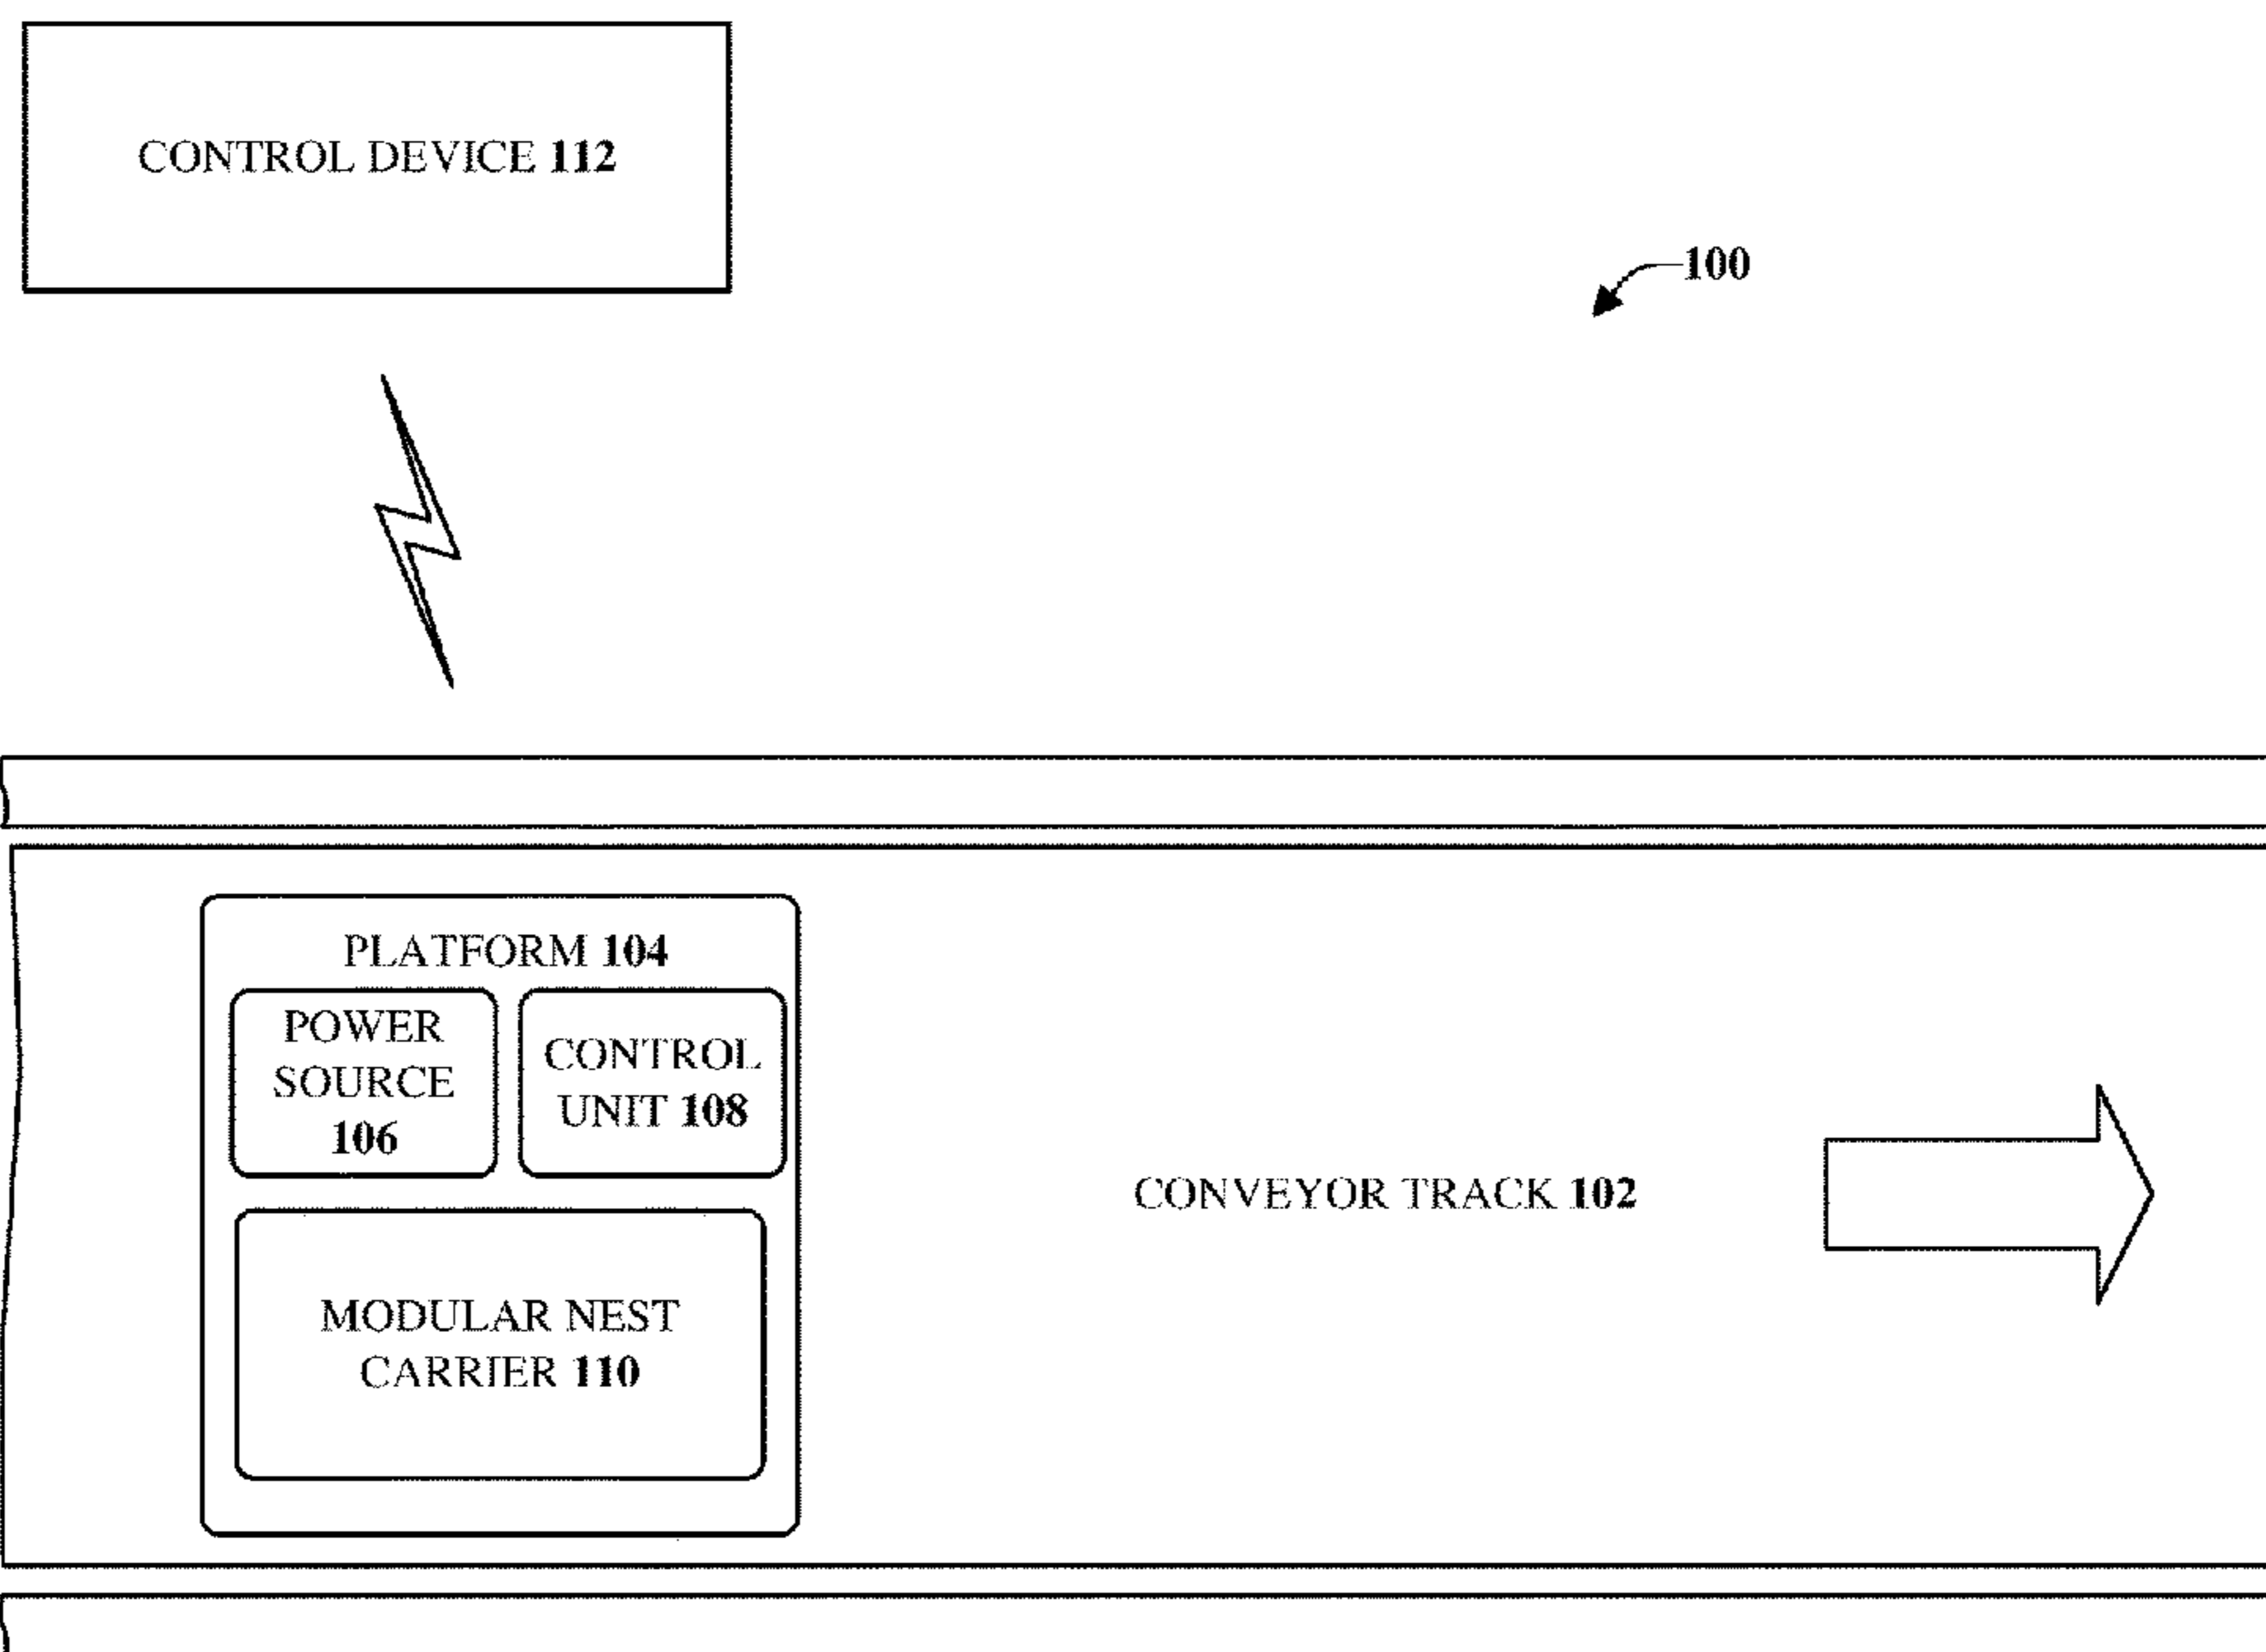 CONTROL DEVICE 112
100
PLATFORM 104
POWER
SOURCE
106
CONTROL
UNIT 108
CONVEYOR TRACK 102
MODULAR NEST
CARRIER 110